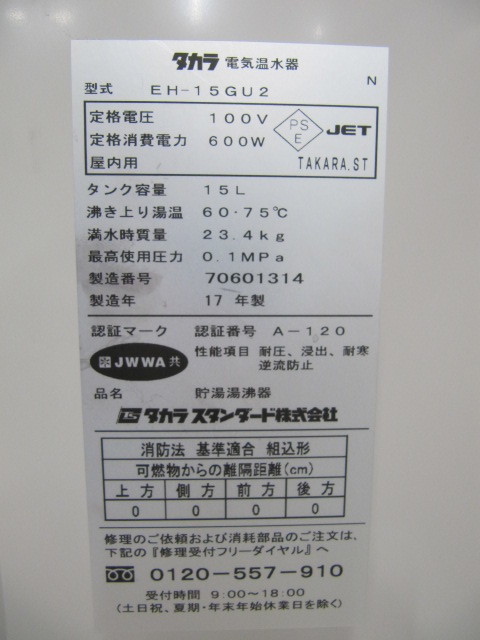 タカラ 電気温水器
N
型式 EH-15GU2
定格電圧 100V
定格消費電力 600W
屋内用
PS
E
JET
TAKARA.ST
タンク容量 15L
沸き上り湯温 60・75℃
満水時質量 23.4kg
最高使用圧力 0.1MPa
製造番号 70601314
製造年 17 年製
認証マーク 認証番号 A-120
JWWA 共
性能項目 耐圧、浸出、耐寒
逆流防止
品名 貯湯湯沸器
TS タカラスタンダード株式会社
消防法 基準適合 組込形
可燃物からの離隔距離(cm)
上方 側方 前方 後方
0 0 0 0
修理のご依頼および消耗部品のご注文は、
下記の『修理受付フリーダイヤル』へ
0120-557-910
受付時間 9:00〜18:00
(土日祝、夏期・年末年始休業日を除く)